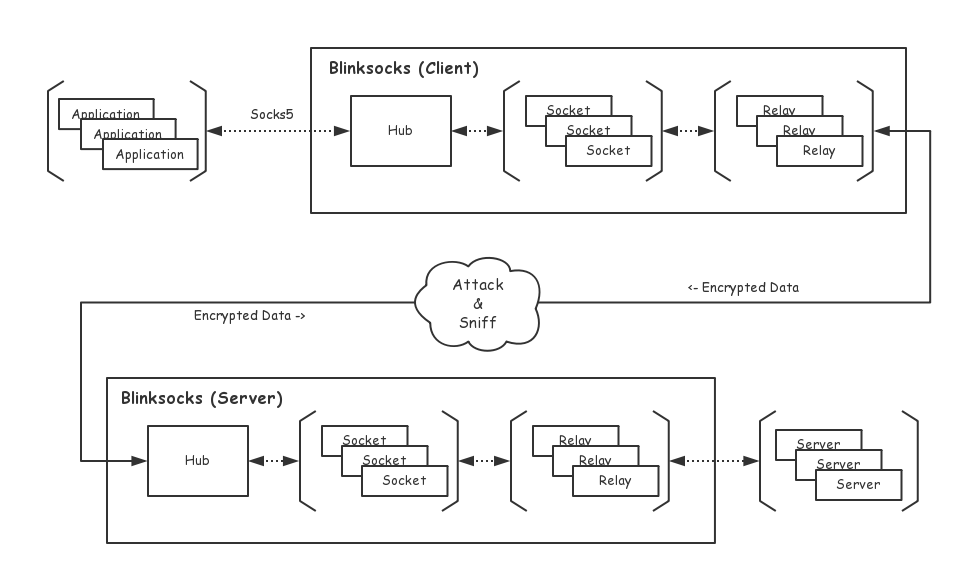 Blinksocks (Client)
Application
Application
Application
Socks5
Hub
Socket
Socket
Socket
Relay
Relay
Relay
Attack
&
Sniff
<- Encrypted Data
Encrypted Data ->
Blinksocks (Server)
Hub
Socket
Socket
Socket
Relay
Relay
Relay
Server
Server
Server